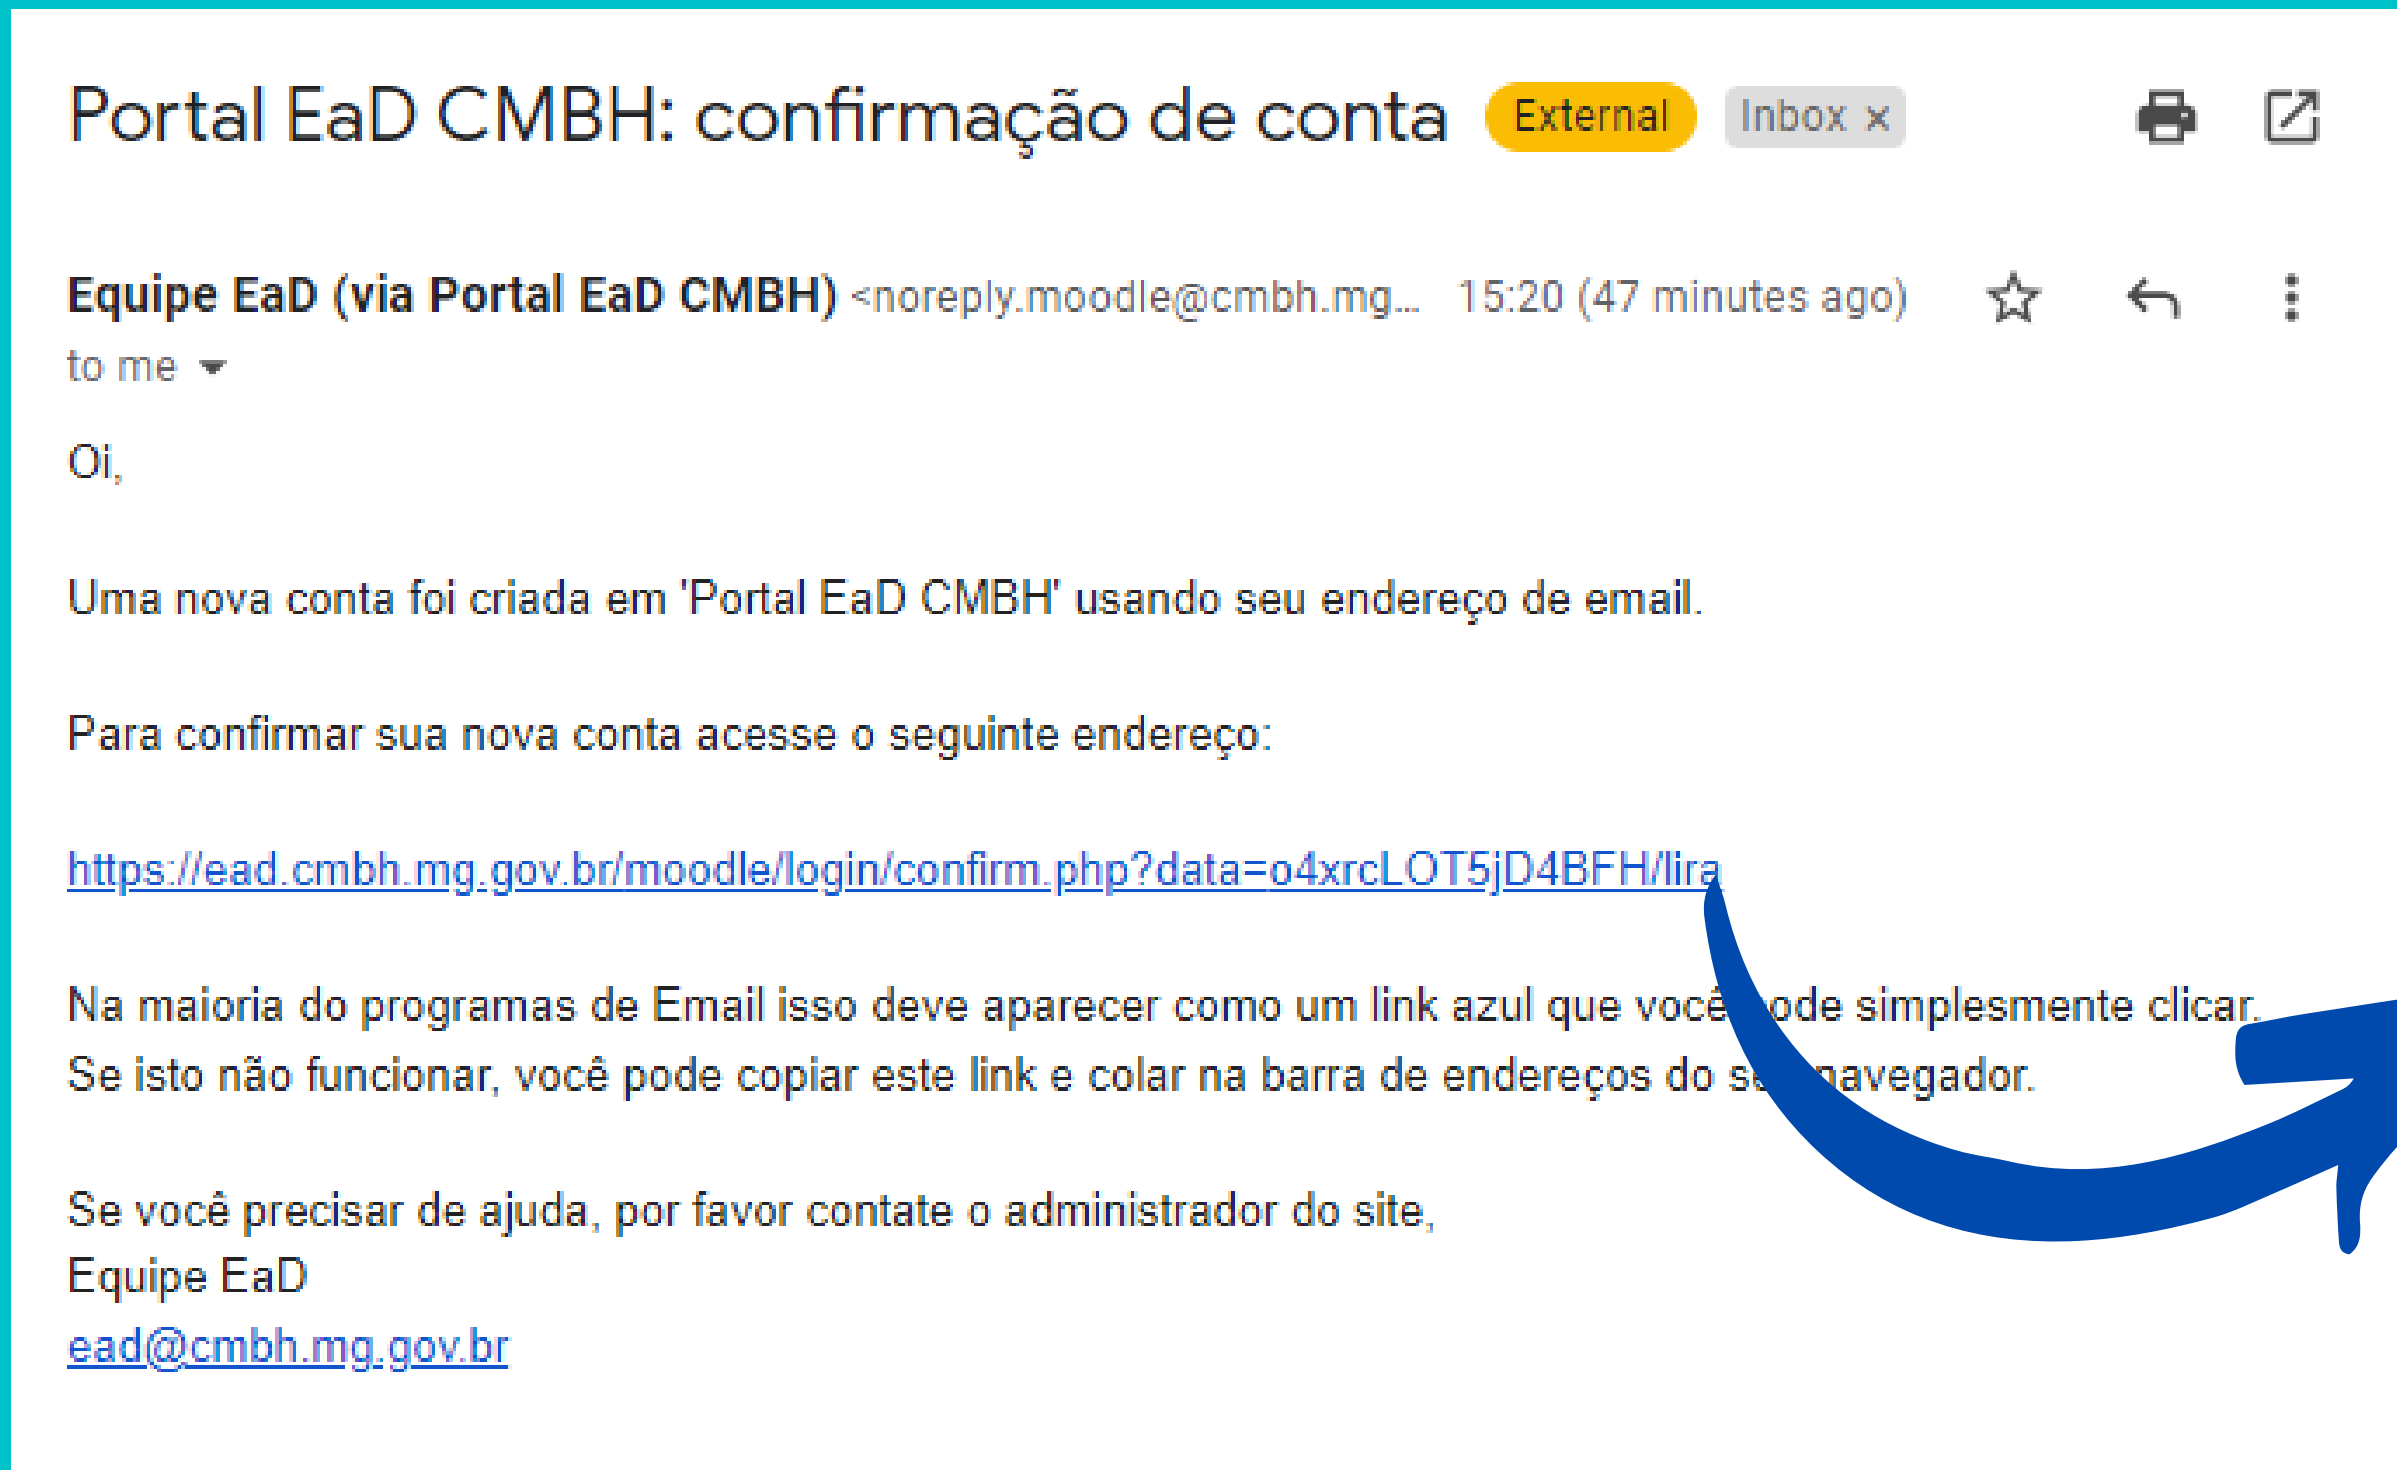 Portal EaD CMBH: confirmação de conta External Inbox x
Equipe EaD (via Portal EaD CMBH) <noreply.moodle@cmbh.mg... 15:20 (47 minutes ago)
to me
Oi,
Uma nova conta foi criada em 'Portal EaD CMBH' usando seu endereço de email.
Para confirmar sua nova conta acesse o seguinte endereço:
https://ead.cmbh.mg.gov.br/moodle/login/confirm.php?data=o4xrcLOT5jD4BFH/lira
Na maioria do programas de Email isso deve aparecer como um link azul que você simplesmente clicar.
Se isto não funcionar, você pode copiar este link e colar na barra de endereços do navegador.
Se você precisar de ajuda, por favor contate o administrador do site,
Equipe EaD
ead@cmbh.mg.gov.br